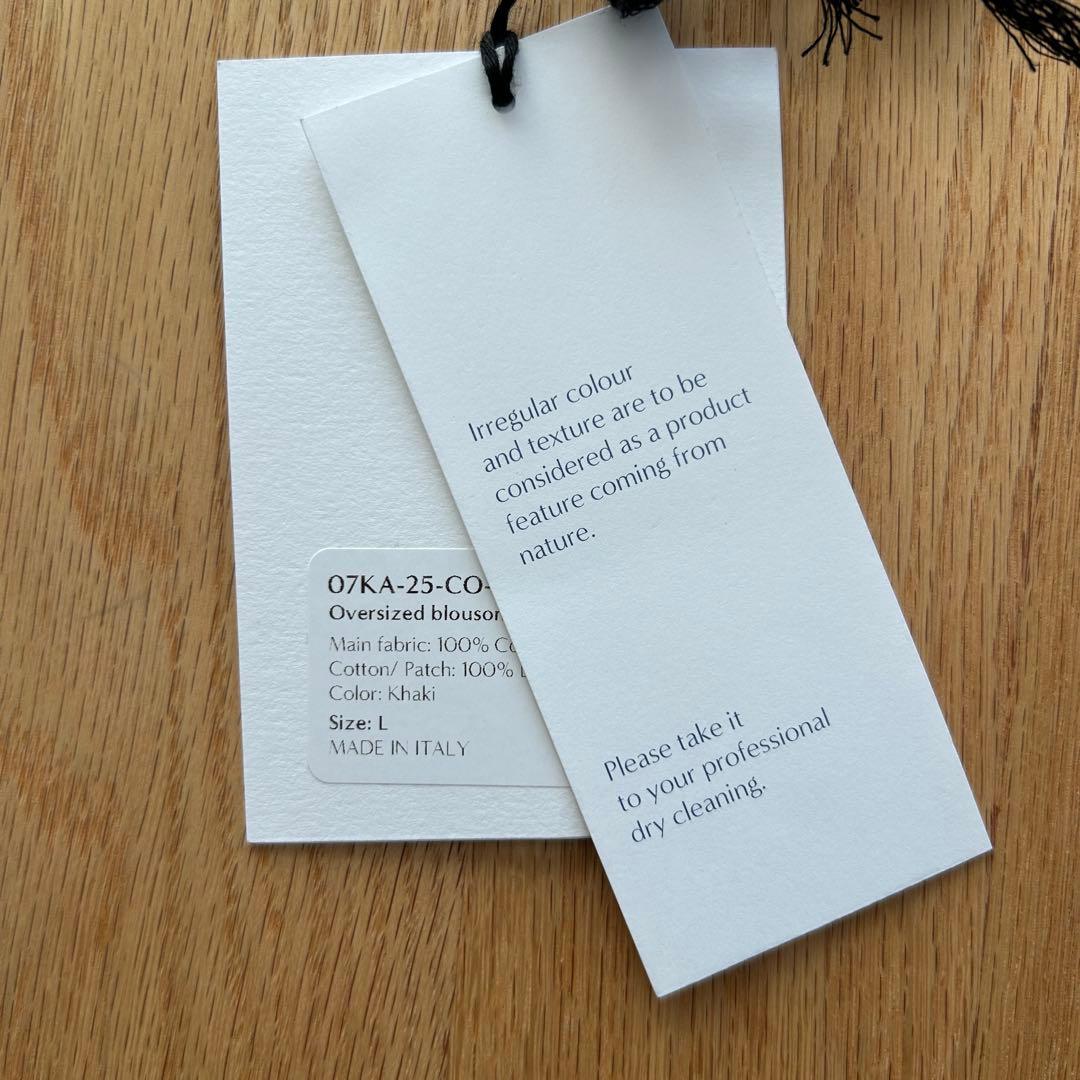 Irregular colour
and texture are to be
considered as a product
feature coming from
nature.
Please take it
to your professional
dry cleaning.
07KA-25-CO-
Oversized blouson
Main fabric: 100%
Cotton/ Patch: 100%
Color: Khaki
Size: L
MADE IN ITALY